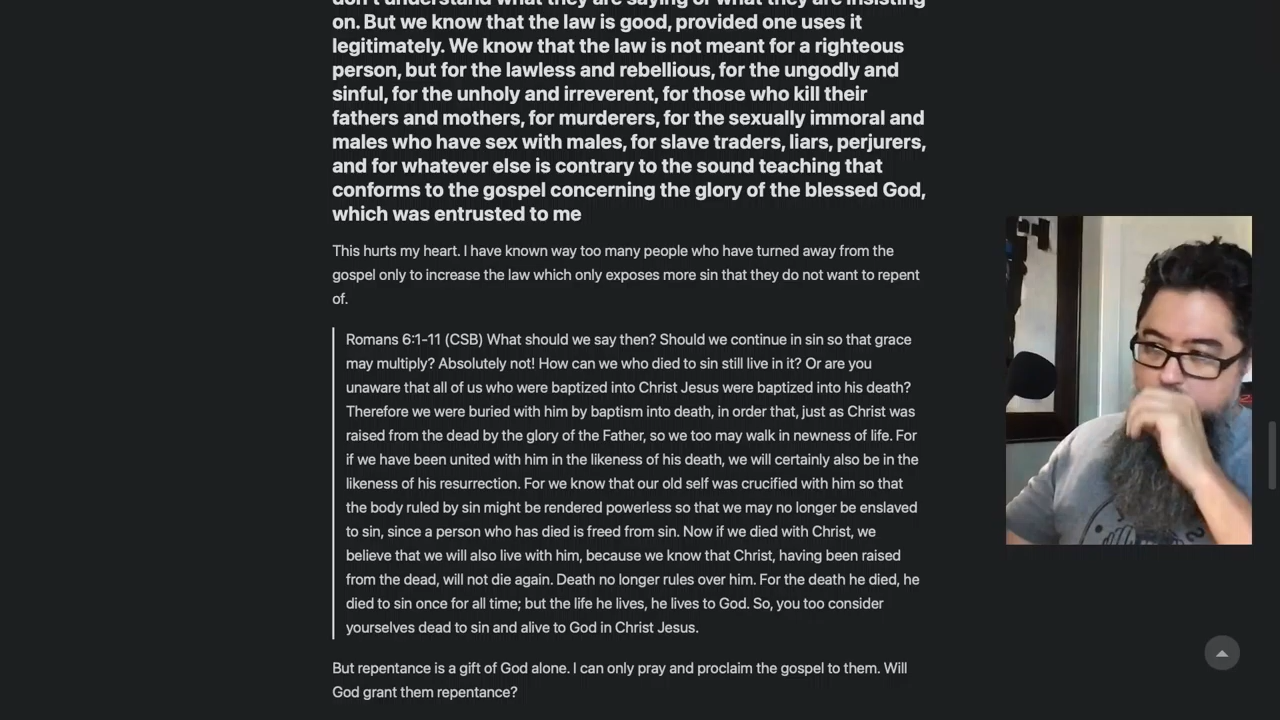 don't understand what they are saying or what they are insisting
on. But we know that the law is good, provided one uses it
legitimately. We know that the law is not meant for a righteous
person, but for the lawless and rebellious, for the ungodly and
sinful, for the unholy and irreverent, for those who kill their
fathers and mothers, for murderers, for the sexually immoral and
males who have sex with males, for slave traders, liars, perjurers,
and for whatever else is contrary to the sound teaching that
conforms to the gospel concerning the glory of the blessed God,
which was entrusted to me
This hurts my heart. I have known way too many people who have turned away from the
gospel only to increase the law which only exposes more sin that they do not want to repent
of.
Romans 6:1-11 (CSB) What should we say then? Should we continue in sin so that grace
may multiply? Absolutely not! How can we who died to sin still live in it? Or are you
unaware that all of us who were baptized into Christ Jesus were baptized into his death?
Therefore we were buried with him by baptism into death, in order that, just as Christ was
raised from the dead by the glory of the Father, so we too may walk in newness of life. For
if we have been united with him in the likeness of his death, we will certainly also be in the
likeness of his resurrection. For we know that our old self was crucified with him so that
the body ruled by sin might be rendered powerless so that we may no longer be enslaved
to sin, since a person who has died is freed from sin. Now if we died with Christ, we
believe that we will also live with him, because we know that Christ, having been raised
from the dead, will not die again. Death no longer rules over him. For the death he died, he
died to sin once for all time; but the life he lives, he lives to God. So, you too consider
yourselves dead to sin and alive to God in Christ Jesus.
But repentance is a gift of God alone. I can only pray and proclaim the gospel to them. Will
God grant them repentance?